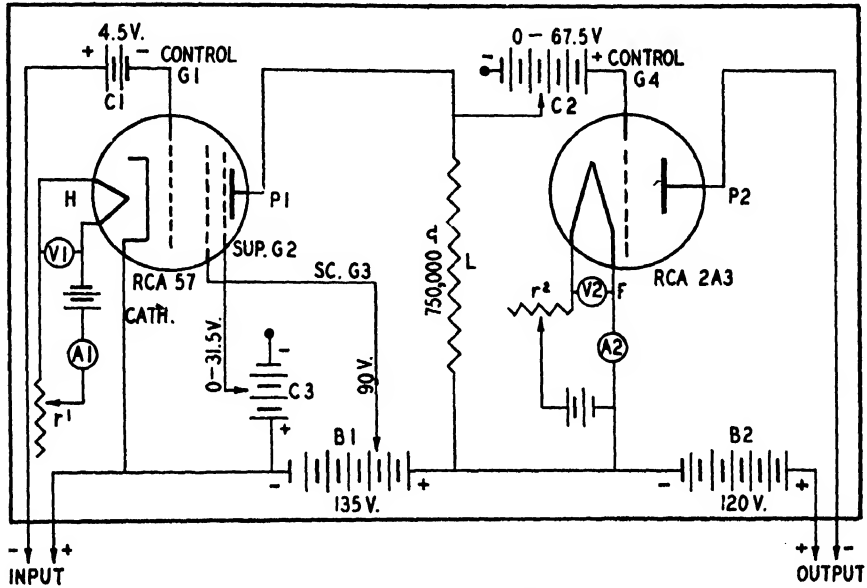 4.5V.
+ -
CONTROL
G1
C1
0 - 67.5V.
- + CONTROL
G4
C2
H
P1
P2
V1
SUP. G2
RCA 57
SC. G3
CATH.
750,000 Ω
L
r2
V2
F
RCA 2A3
A1
A2
0-31.5V.
-
C3
+
90 V.
r1
B1
- +
135 V.
B2
- +
120 V.
- +
INPUT
+ -
OUTPUT